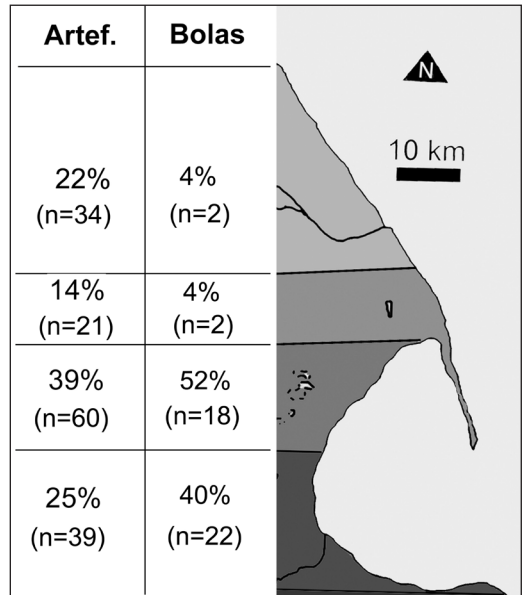 Artef. Bolas
N
10 km
22% 4%
(n=34) (n=2)
14% 4%
(n=21) (n=2)
39% 52%
(n=60) (n=18)
25% 40%
(n=39) (n=22)